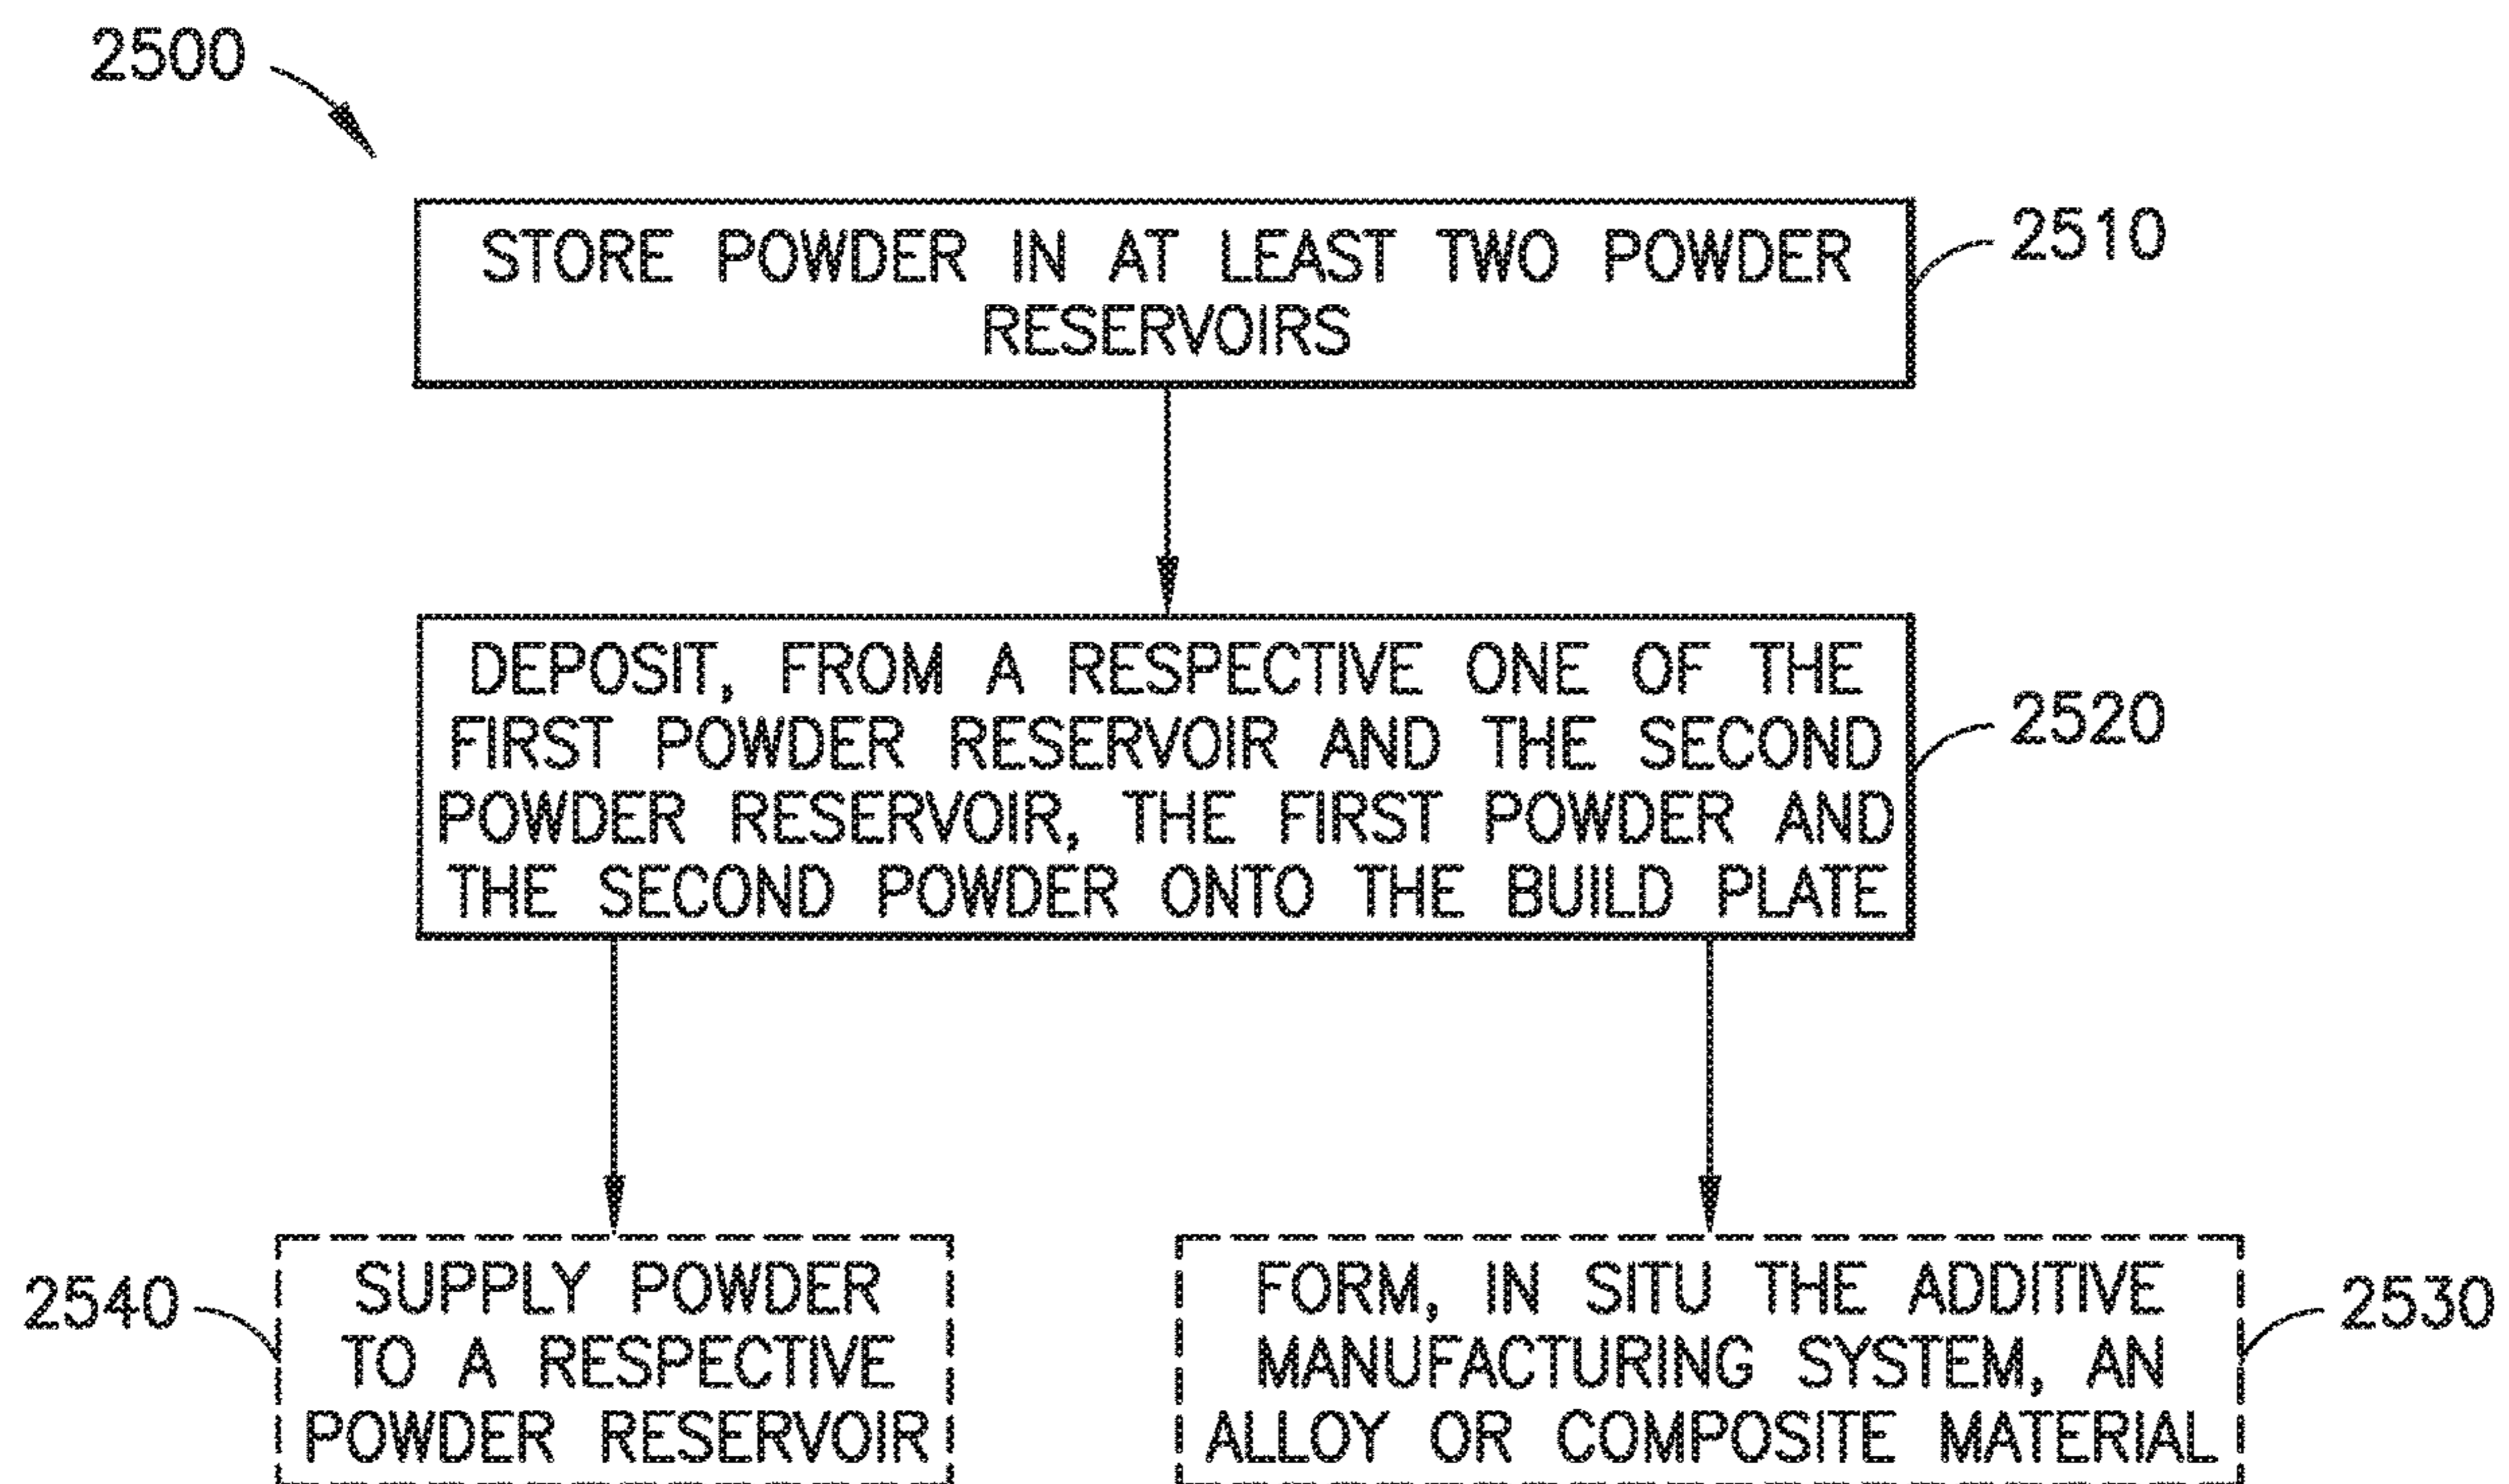 2500
STORE POWDER IN AT LEAST TWO POWDER
RESERVOIRS
2510
DEPOSIT, FROM A RESPECTIVE ONE OF THE
FIRST POWDER RESERVOIR AND THE SECOND
POWDER RESERVOIR, THE FIRST POWDER AND
THE SECOND POWDER ONTO THE BUILD PLATE
2520
2540
SUPPLY POWDER
TO A RESPECTIVE
POWDER RESERVOIR
FORM, IN SITU THE ADDITIVE
MANUFACTURING SYSTEM, AN
ALLOY OR COMPOSITE MATERIAL
2530